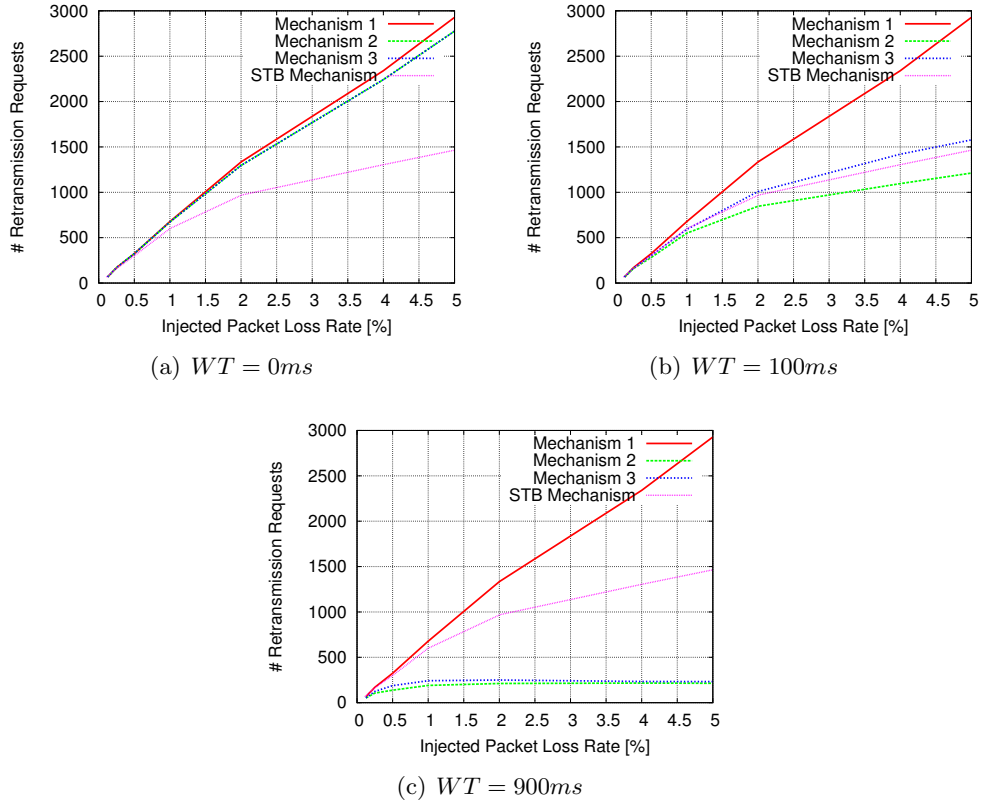 # Retransmission Requests
3000
2500
2000
1500
1000
500
0
Mechanism 1
Mechanism 2
Mechanism 3
STB Mechanism
0 0.5 1 1.5 2 2.5 3 3.5 4 4.5 5
Injected Packet Loss Rate [%]
(a) WT = 0ms
# Retransmission Requests
3000
2500
2000
1500
1000
500
0
Mechanism 1
Mechanism 2
Mechanism 3
STB Mechanism
0 0.5 1 1.5 2 2.5 3 3.5 4 4.5 5
Injected Packet Loss Rate [%]
(b) WT = 100ms
# Retransmission Requests
3000
2500
2000
1500
1000
500
0
Mechanism 1
Mechanism 2
Mechanism 3
STB Mechanism
0 0.5 1 1.5 2 2.5 3 3.5 4 4.5 5
Injected Packet Loss Rate [%]
(c) WT = 900ms